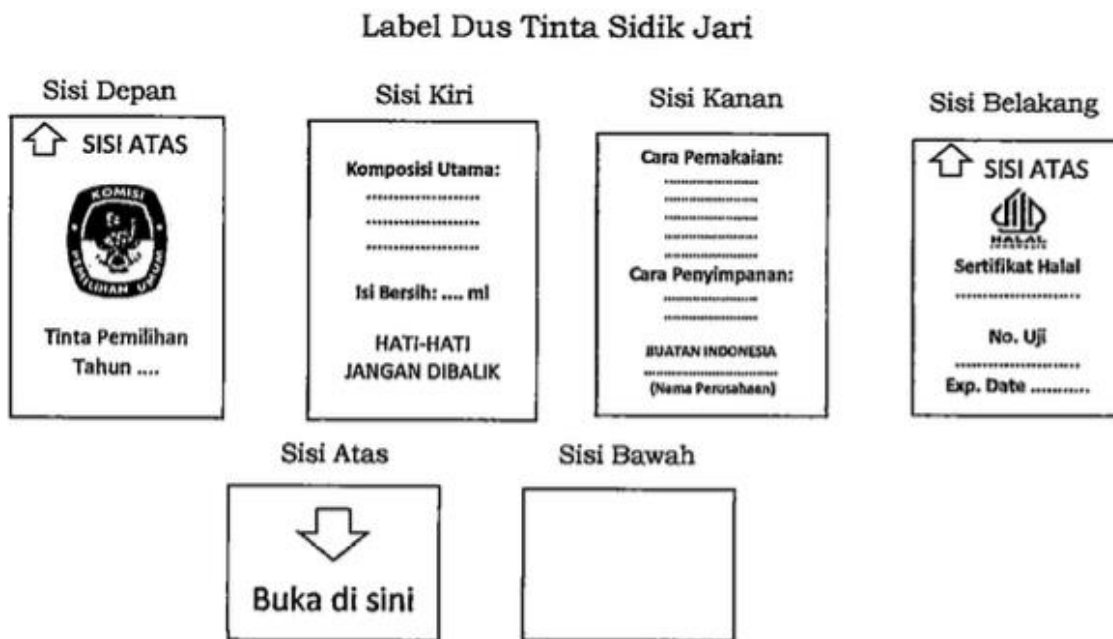 Label Dus Tinta Sidik Jari
Sisi Depan
SISI ATAS
KOMISI
PEMILIHAN UMUM
Tinta Pemilihan
Tahun ....
Sisi Kiri
Komposisi Utama:
......................
......................
......................
Isi Bersih: .... ml
HATI-HATI
JANGAN DIBALIK
Sisi Kanan
Cara Pemakaian:
......................
......................
......................
......................
......................
Cara Penyimpanan:
......................
......................
BUATAN INDONESIA
..............................
(Nama Perusahaan)
Sisi Belakang
SISI ATAS
HALAL
INDONESIA
Sertifikat Halal
........................
No. Uji
........................
Exp. Date ...........
Sisi Atas
Buka di sini
Sisi Bawah